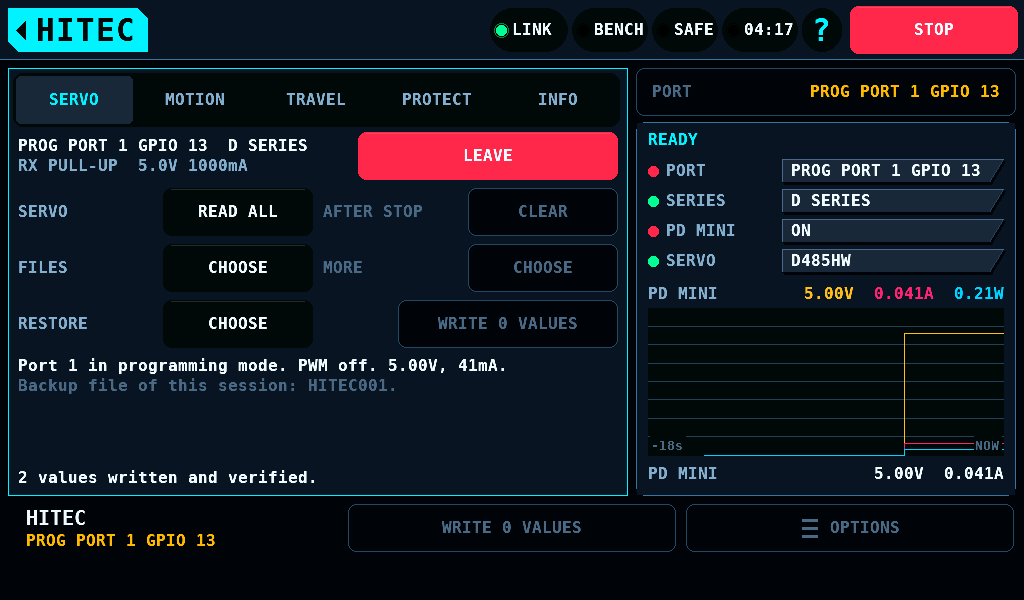 HITEC LINK BENCH SAFE 04:17 ? STOP
SERVO MOTION TRAVEL PROTECT INFO
PORT PROG PORT 1 GPIO 13
PROG PORT 1 GPIO 13 D SERIES
RX PULL-UP 5.0V 1000mA
LEAVE
SERVO READ ALL AFTER STOP CLEAR
FILES CHOOSE MORE CHOOSE
RESTORE CHOOSE WRITE 0 VALUES
Port 1 in programming mode. PWM off. 5.00V, 41mA.
Backup file of this session: HITEC001.
2 values written and verified.
READY
PORT PROG PORT 1 GPIO 13
SERIES D SERIES
PD MINI ON
SERVO D485HW
PD MINI 5.00V 0.041A 0.21W
-18s NOW
PD MINI 5.00V 0.041A
HITEC
PROG PORT 1 GPIO 13
WRITE 0 VALUES
OPTIONS